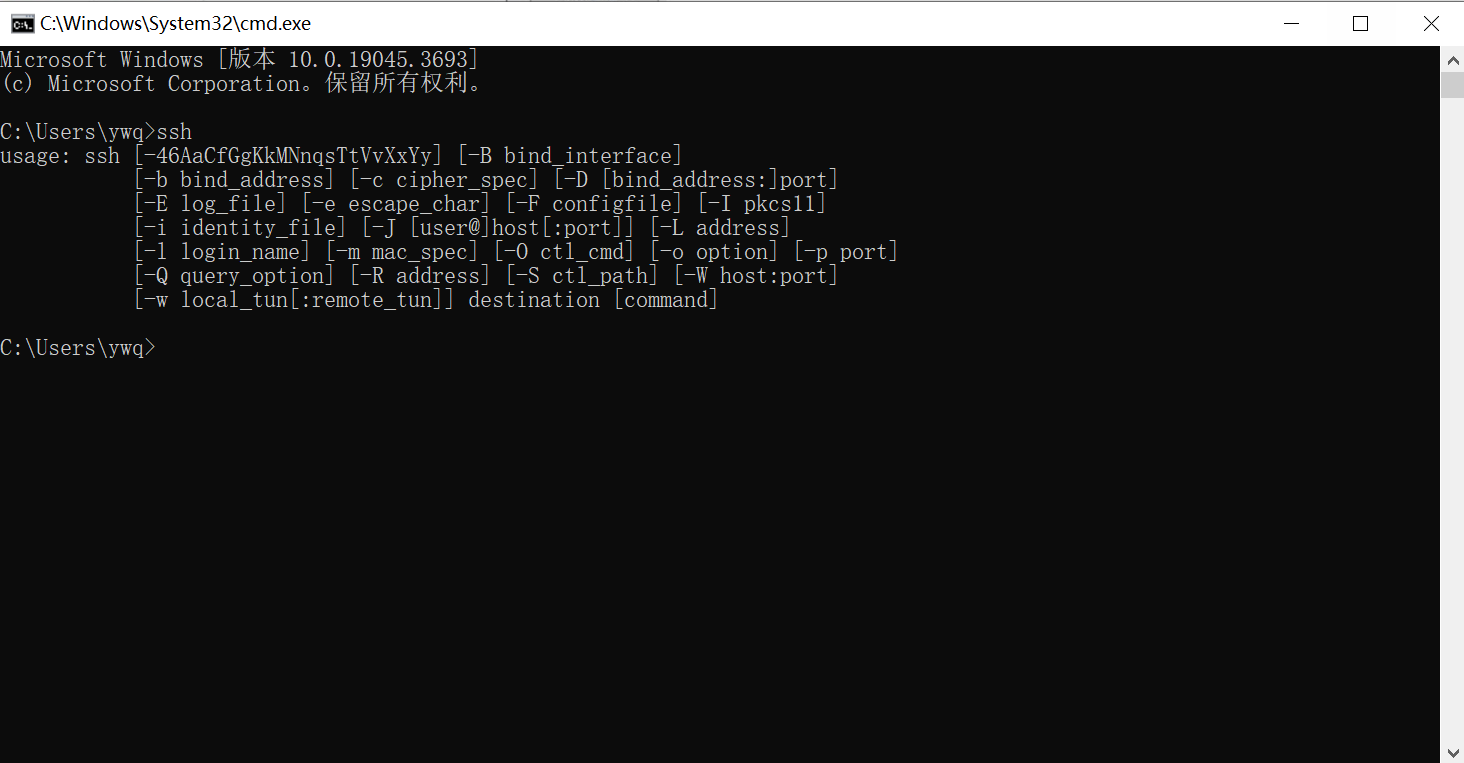 C:\Windows\System32\cmd.exe
Microsoft Windows [版本 10.0.19045.3693]
(c) Microsoft Corporation。保留所有权利。
C:\Users\ywq>ssh
usage: ssh [-46AaCfGgKkMNnqsTtVvXxYy] [-B bind_interface]
           [-b bind_address] [-c cipher_spec] [-D [bind_address:]port]
           [-E log_file] [-e escape_char] [-F configfile] [-I pkcs11]
           [-i identity_file] [-J [user@]host[:port]] [-L address]
           [-l login_name] [-m mac_spec] [-O ctl_cmd] [-o option] [-p port]
           [-Q query_option] [-R address] [-S ctl_path] [-W host:port]
           [-w local_tun[:remote_tun]] destination [command]
C:\Users\ywq>